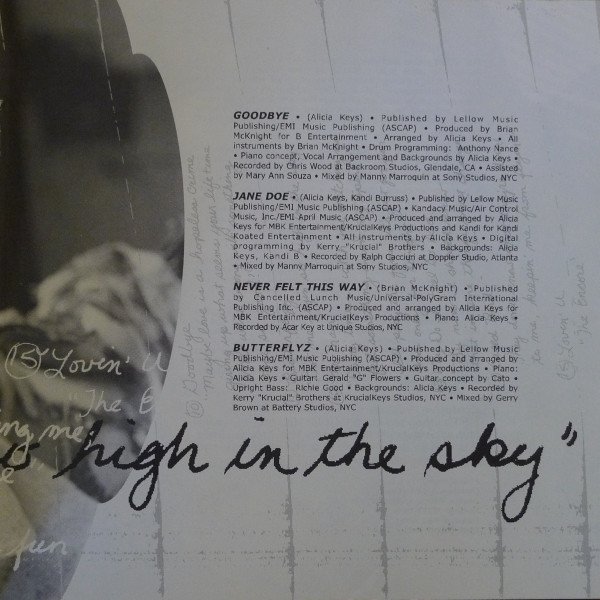 GOODBYE • (Alicia Keys) • Published by Lellow Music
Publishing/EMI Music Publishing (ASCAP) • Produced by Brian
McKnight for B Entertainment • Arranged by Alicia Keys • All
instruments by Brian McKnight • Drum Programming: Anthony Nance
• Piano concept, Vocal Arrangement and Backgrounds by Alicia Keys •
Recorded by Chris Wood at Backroom Studios, Glendale, CA • Assisted
by Mary Ann Souza • Mixed by Manny Marroquin at Sony Studios, NYC
JANE DOE • (Alicia Keys, Kandi Burruss) • Published by Lellow Music
Publishing/EMI Music Publishing (ASCAP) • Kandacy Music/Air Control
Music, Inc./EMI April Music (ASCAP) • Produced and arranged by Alicia
Keys for MBK Entertainment/KrucialKeys Productions and Kandi for Kandi
Koated Entertainment • All instruments by Alicia Keys • Digital
programming by Kerry "Krucial" Brothers • Backgrounds: Alicia
Keys, Kandi B • Recorded by Ralph Cacciurri at Doppler Studio, Atlanta
• Mixed by Manny Marroquin at Sony Studios, NYC
NEVER FELT THIS WAY • (Brian McKnight) • Published
by Cancelled Lunch Music/Universal-PolyGram International
Publishing Inc. (ASCAP) • Produced and arranged by Alicia Keys for
MBK Entertainment/KrucialKeys Productions • Piano: Alicia Keys •
Recorded by Acar Key at Unique Studios, NYC
BUTTERFLYZ • (Alicia Keys) • Published by Lellow Music
Publishing/EMI Music Publishing (ASCAP) • Produced and arranged by
Alicia Keys for MBK Entertainment/KrucialKeys Productions • Piano:
Alicia Keys • Guitar: Gerald "G" Flowers • Guitar concept by Cato •
Upright Bass: Richie Good • Backgrounds: Alicia Keys • Recorded by
Kerry "Krucial" Brothers at KrucialKeys Studios, NYC • Mixed by Gerry
Brown at Battery Studios, NYC
15 Lovin' U
The
me
high in the sky"
fun